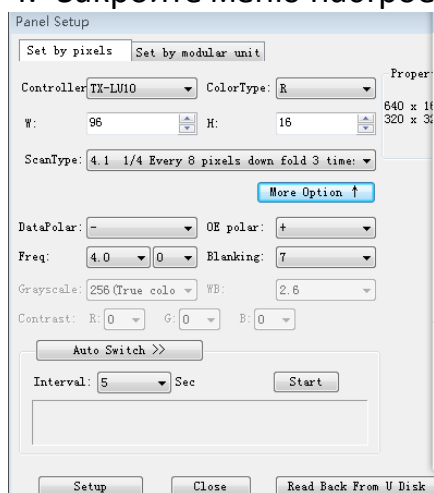 Panel Setup
Set by pixels Set by modular unit
Controller TX-LU10 ColorType: R
W: 96 H: 16
ScanType: 4.1 1/4 Every 8 pixels down fold 3 time:
More Option ↑
640 x
320 x
DataPolar: - OE polar: +
Freq: 4.0 0 Blanking: 7
Grayscale: 256(True colo WB: 2.6
Contrast: R: 0 G: 0 B: 0
Auto Switch >>
Interval: 5 Sec Start
Setup Close Read Back From U Disk